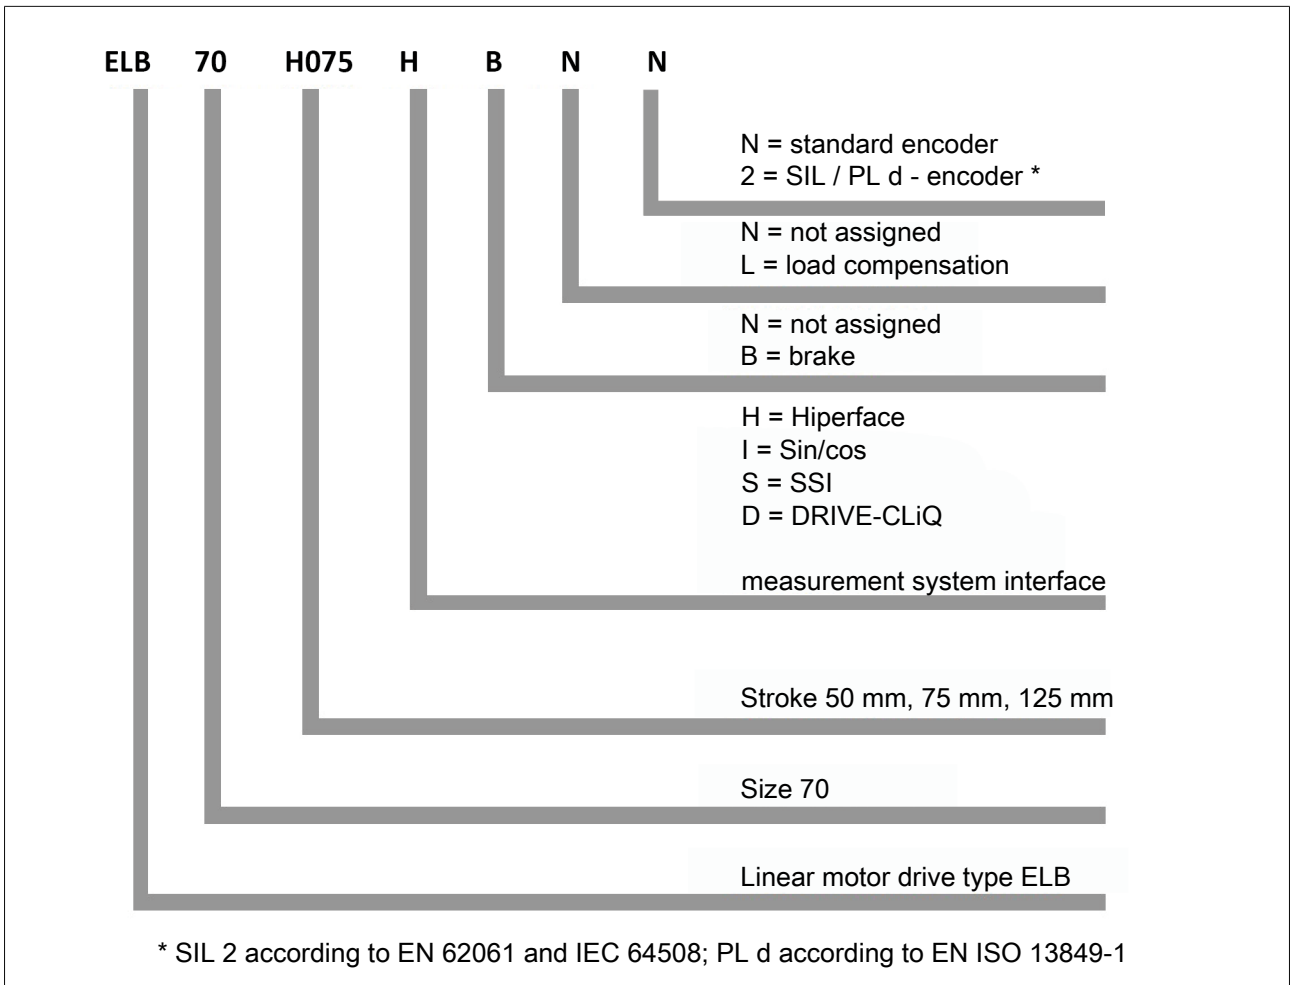 ELB 70 H075 H B N N
N = standard encoder
2 = SIL / PL d - encoder *
N = not assigned
L = load compensation
N = not assigned
B = brake
H = Hiperface
I = Sin/cos
S = SSI
D = DRIVE-CLiQ
measurement system interface
Stroke 50 mm, 75 mm, 125 mm
Size 70
Linear motor drive type ELB
* SIL 2 according to EN 62061 and IEC 64508; PL d according to EN ISO 13849-1